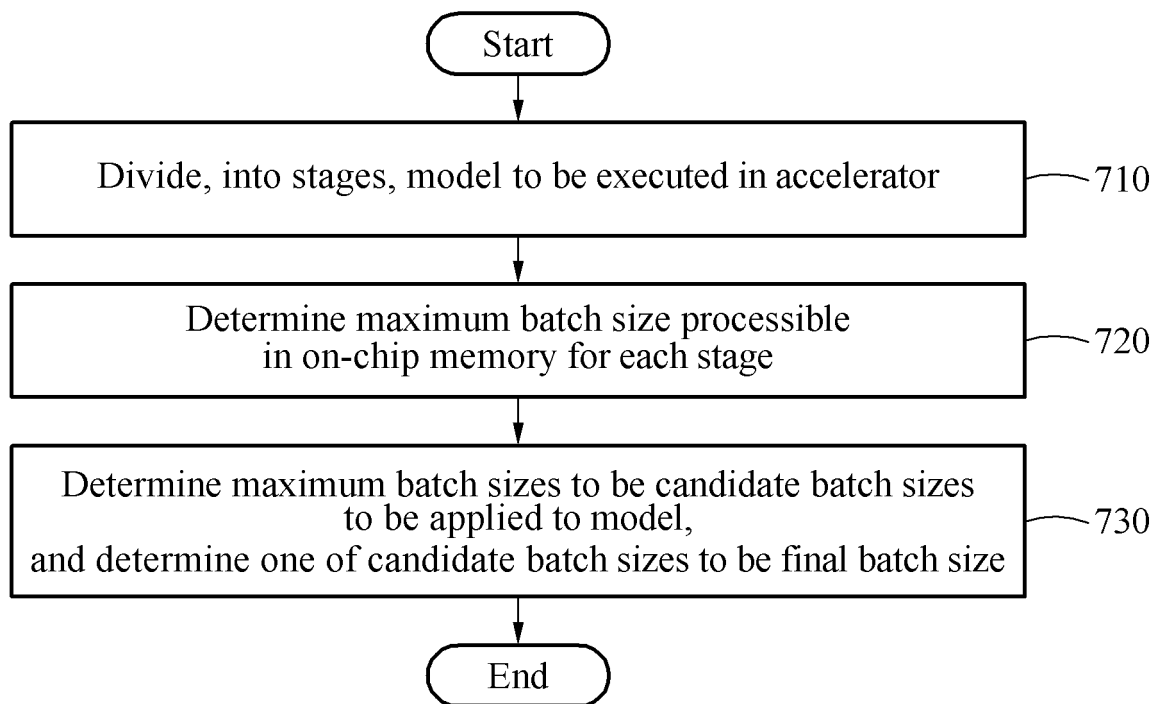 Start
Divide, into stages, model to be executed in accelerator
710
Determine maximum batch size processible
in on-chip memory for each stage
720
Determine maximum batch sizes to be candidate batch sizes
to be applied to model,
and determine one of candidate batch sizes to be final batch size
730
End